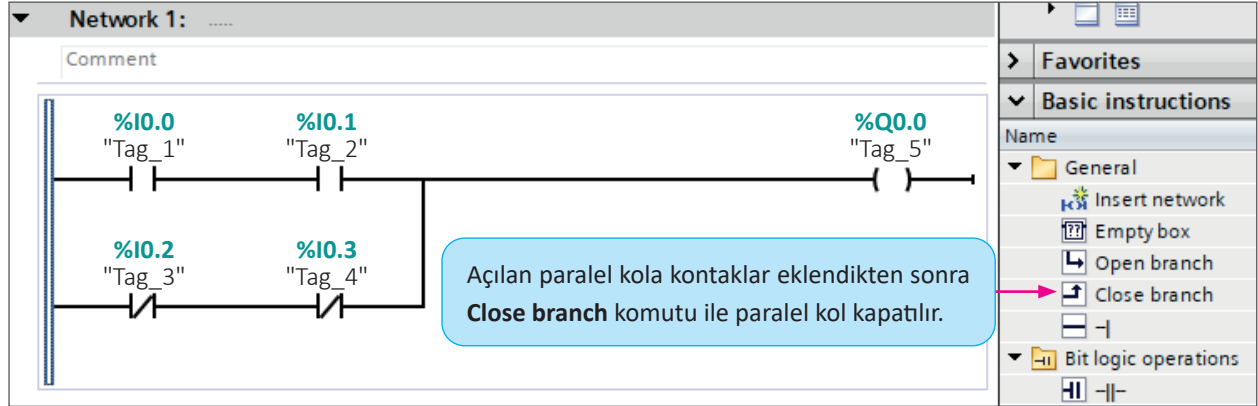 Network 1: .....
Comment
%I0.0 %I0.1 %Q0.0
"Tag_1" "Tag_2" "Tag_5"
%I0.2 %I0.3
"Tag_3" "Tag_4"
Açılan paralel kola kontaklar eklendikten sonra
Close branch komutu ile paralel kol kapatılır.
Favorites
Basic instructions
Name
General
Insert network
Empty box
Open branch
Close branch
--|
Bit logic operations
--||--